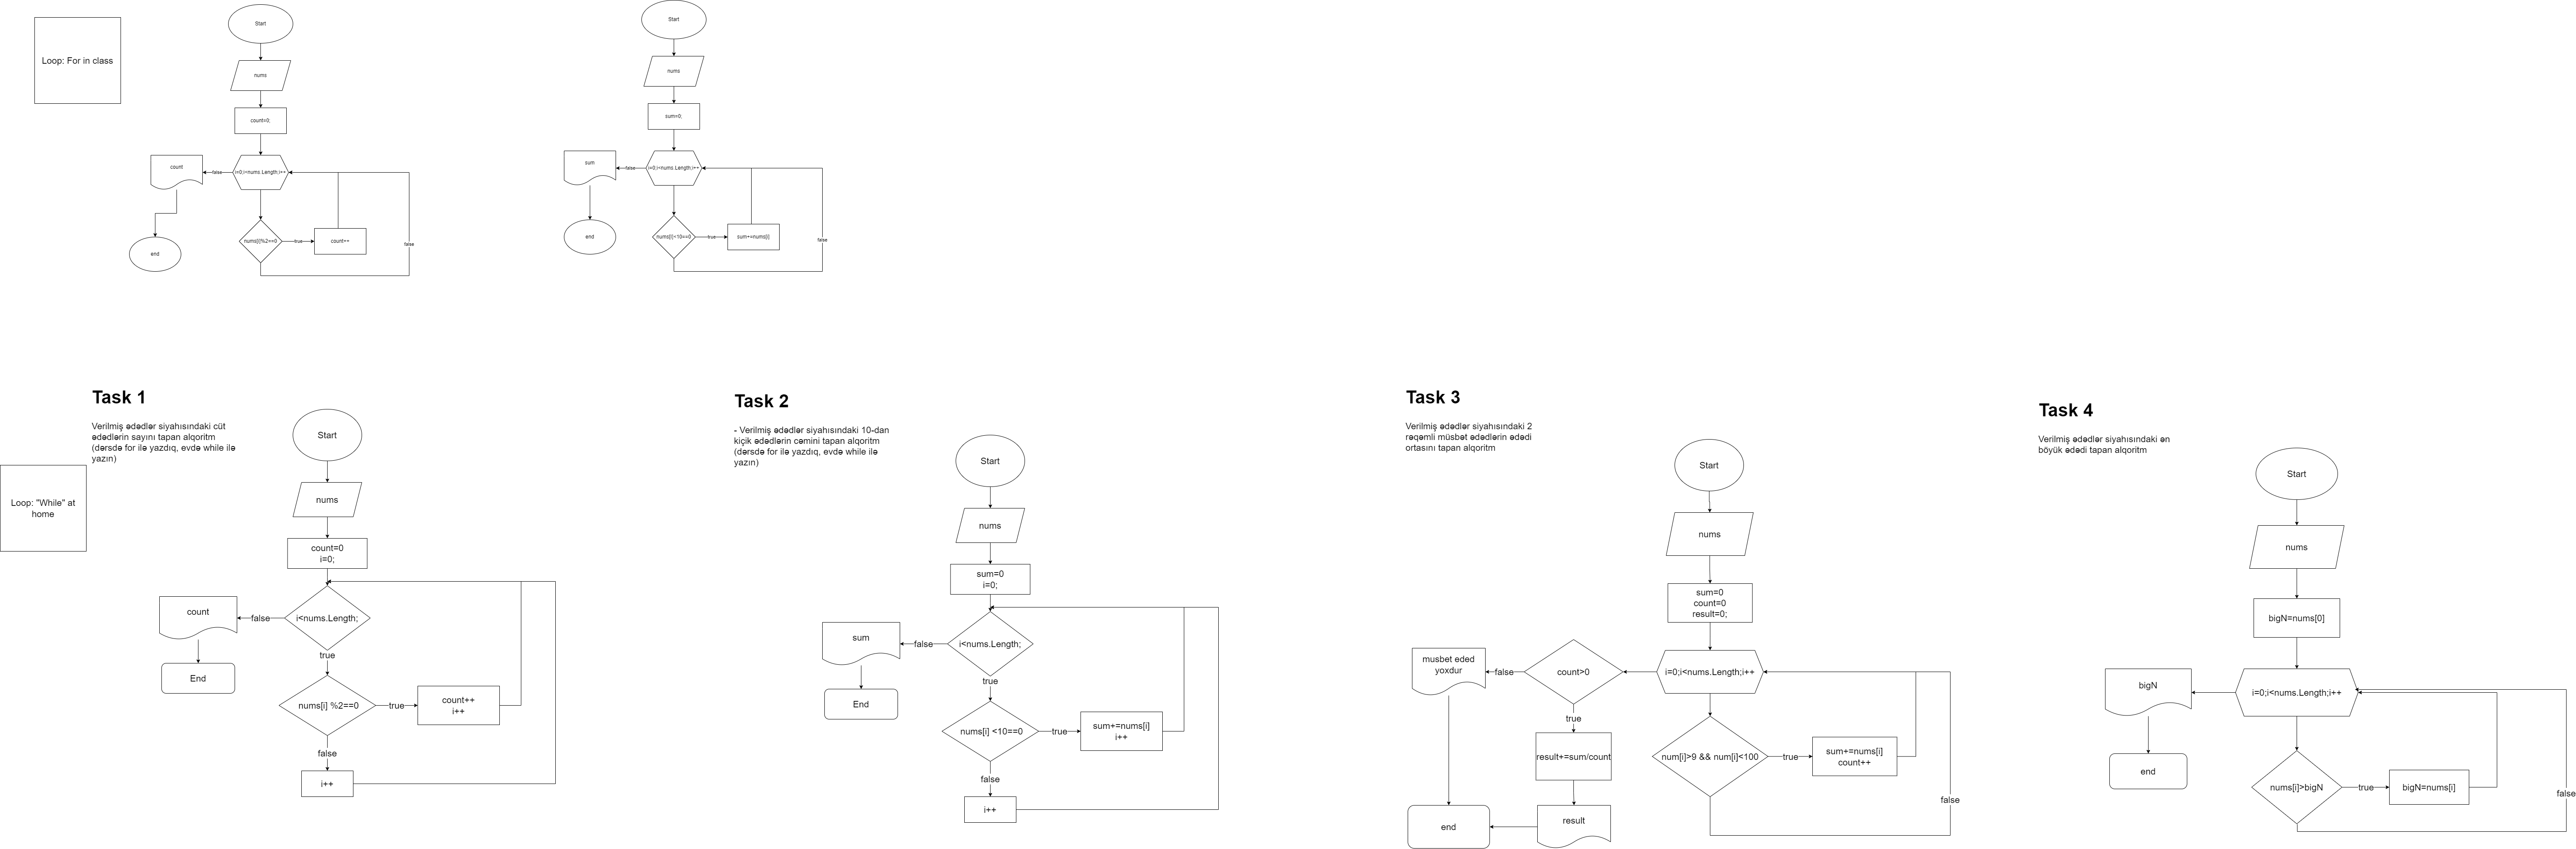 Loop: For in class
Start
nums
count=0;
i=0;i<nums.Length;i++
false
count
end
nums[i]%2==0
true
count++
false
Start
nums
sum=0;
i=0;i<nums.Length;i++
false
sum
end
nums[i]<10==0
true
sum+=nums[i]
false
Loop: "While" at
home
Task 1
Verilmiş ədədlər siyahısındakı cüt
ədədlərin sayını tapan alqoritm
(dərsdə for ilə yazdıq, evdə while ilə
yazın)
Start
nums
count=0
i=0;
i<nums.Length;
false
count
End
true
nums[i] %2==0
true
count++
i++
false
i++
Task 2
- Verilmiş ədədlər siyahısındakı 10-dan
kiçik ədədlərin cəmini tapan alqoritm
(dərsdə for ilə yazdıq, evdə while ilə
yazın)
Start
nums
sum=0
i=0;
i<nums.Length;
false
sum
End
true
nums[i] <10==0
true
sum+=nums[i]
i++
false
i++
Task 3
Verilmiş ədədlər siyahısındakı 2
rəqəmli müsbət ədədlərin ədədi
ortasını tapan alqoritm
Start
nums
sum=0
count=0
result=0;
i=0;i<nums.Length;i++
count>0
false
musbet eded
yoxdur
true
result+=sum/count
result
end
num[i]>9 && num[i]<100
true
sum+=nums[i]
count++
false
Task 4
Verilmiş ədədlər siyahısındakı ən
böyük ədədi tapan alqoritm
Start
nums
bigN=nums[0]
i=0;i<nums.Length;i++
bigN
end
nums[i]>bigN
true
bigN=nums[i]
false